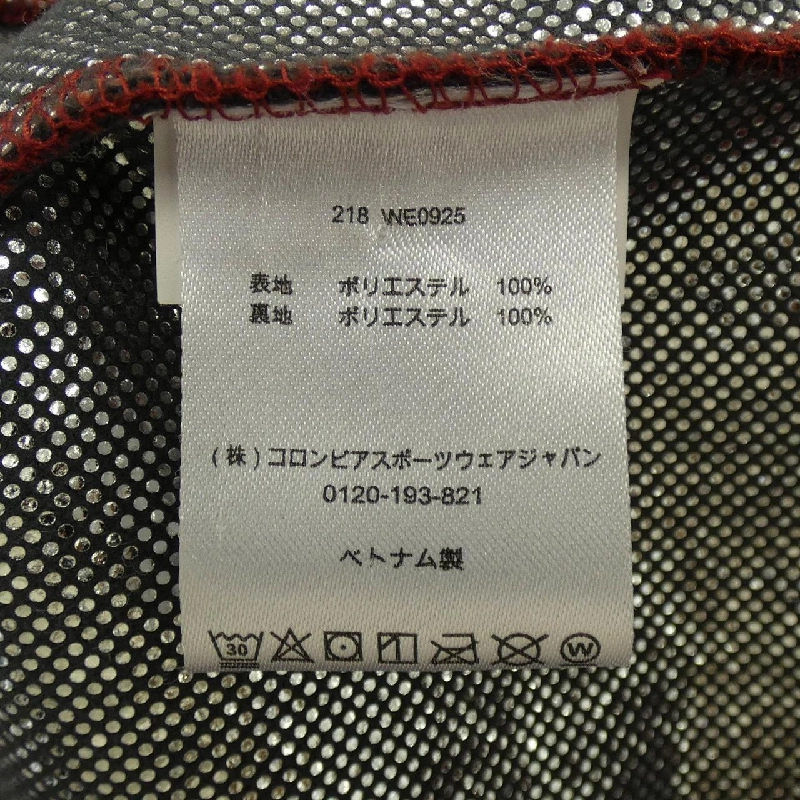 218 WE0925
表地 ポリエステル 100%
裏地 ポリエステル 100%
(株)コロンビアスポーツウェアジャパン
0120-193-821
ベトナム製
30 W